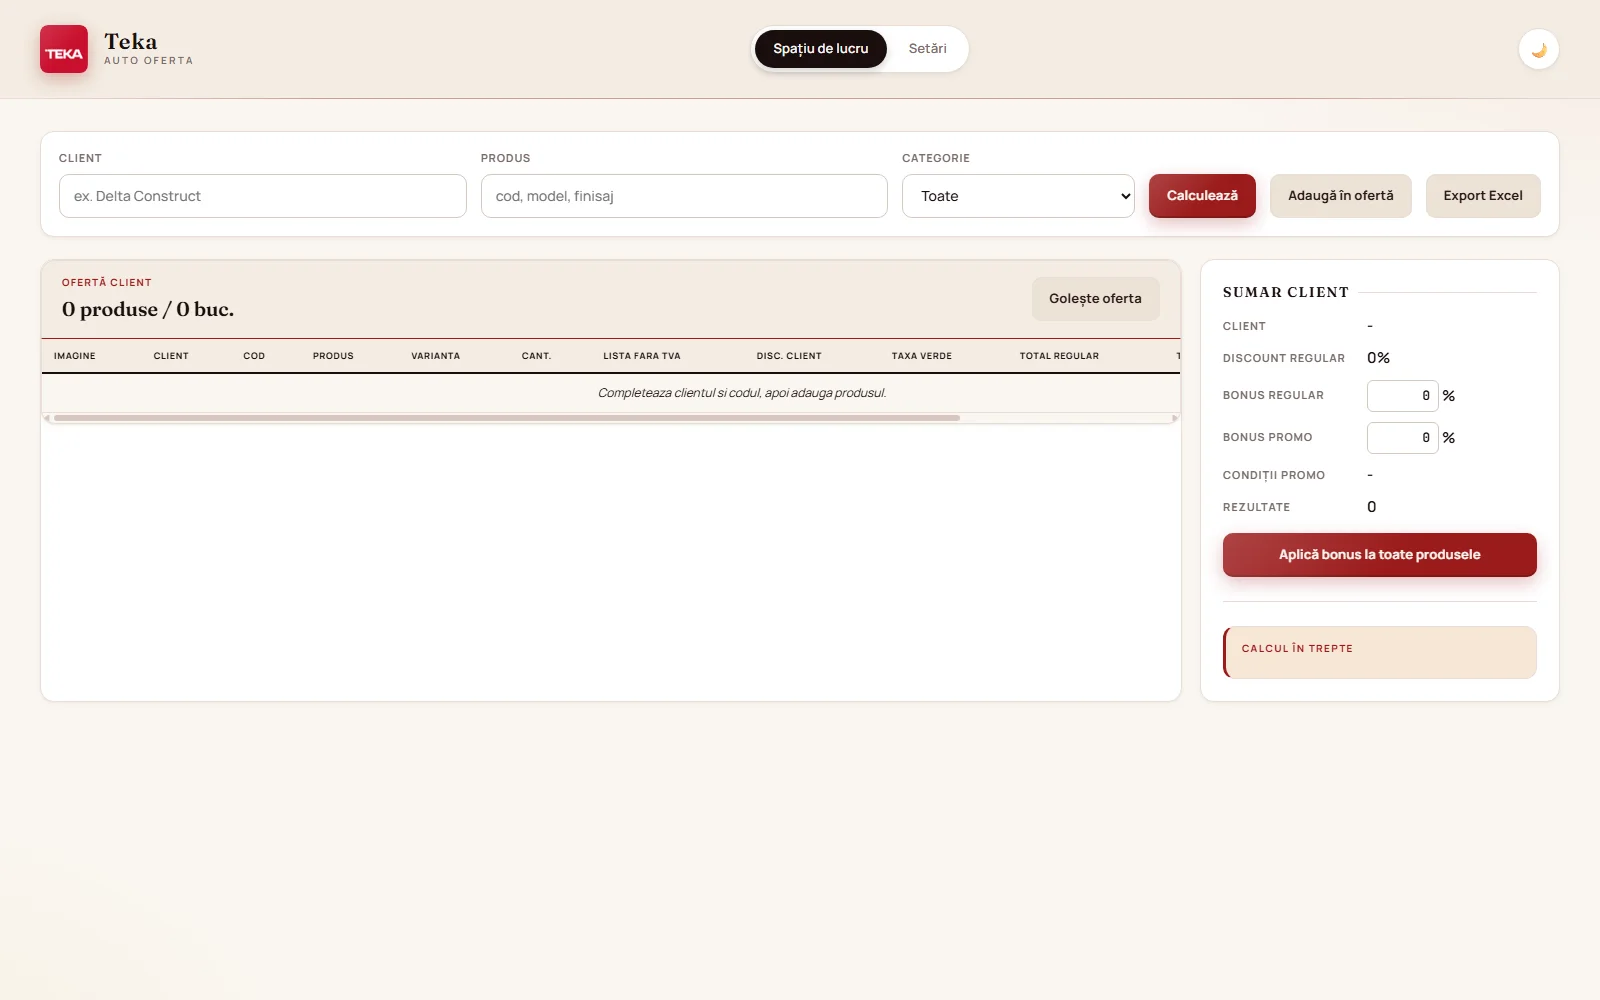 TEKA
Teka
AUTO OFERTA
Spațiu de lucru
Setări
CLIENT
PRODUS
CATEGORIE
ex. Delta Construct
cod, model, finisaj
Toate
Calculează
Adaugă în ofertă
Export Excel
OFERTĂ CLIENT
0 produse / 0 buc.
Golește oferta
IMAGINE CLIENT COD PRODUS VARIANTA CANT. LISTA FARA TVA DISC. CLIENT TAXA VERDE TOTAL REGULAR
Completeaza clientul si codul, apoi adauga produsul.
SUMAR CLIENT
CLIENT -
DISCOUNT REGULAR 0%
BONUS REGULAR 0 %
BONUS PROMO 0 %
CONDIȚII PROMO -
REZULTATE 0
Aplică bonus la toate produsele
CALCUL ÎN TREPTE